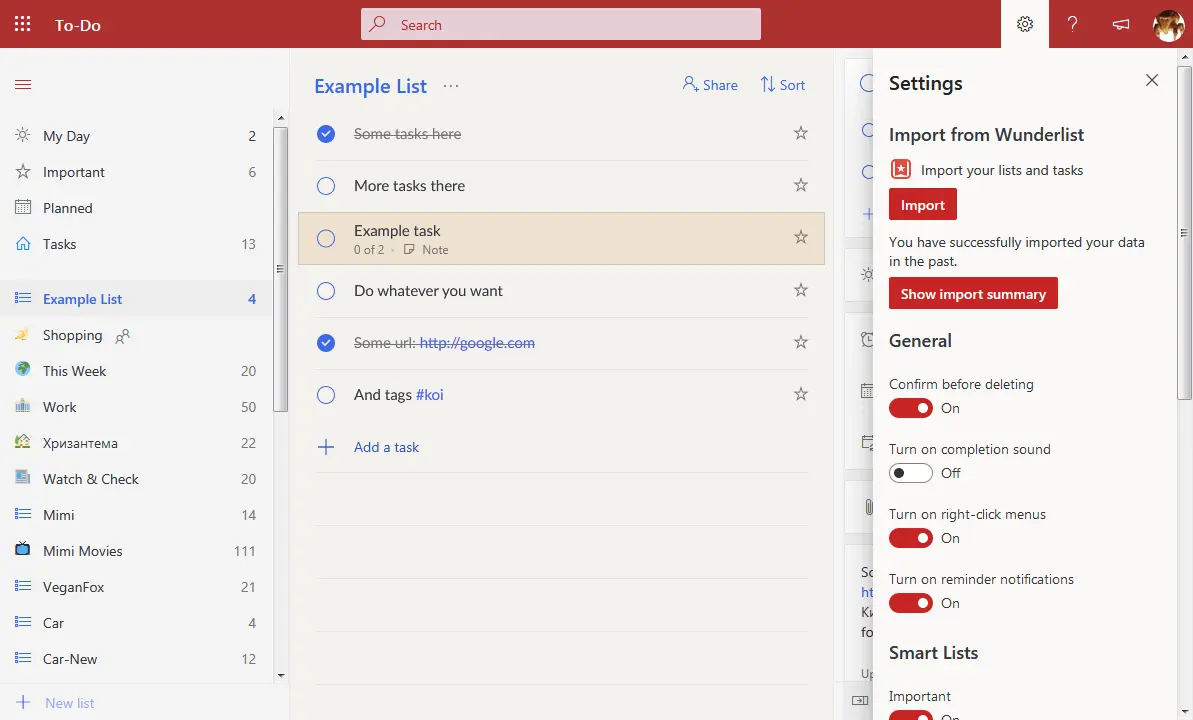 To-Do
Search
?
My Day 2
Important 6
Planned
Tasks 13
Example List 4
Shopping
This Week 20
Work 50
Хризантема 22
Watch & Check 20
Mimi 14
Mimi Movies 111
VeganFox 21
Car 4
Car-New 12
New list
Example List ...
Share
Sort
Some tasks here
More tasks there
Example task
0 of 2 · Note
Do whatever you want
Some url: http://google.com
And tags #koi
Add a task
Settings
Import from Wunderlist
Import your lists and tasks
Import
You have successfully imported your data
in the past.
Show import summary
General
Confirm before deleting
On
Turn on completion sound
Off
Turn on right-click menus
On
Turn on reminder notifications
On
Smart Lists
Important
On